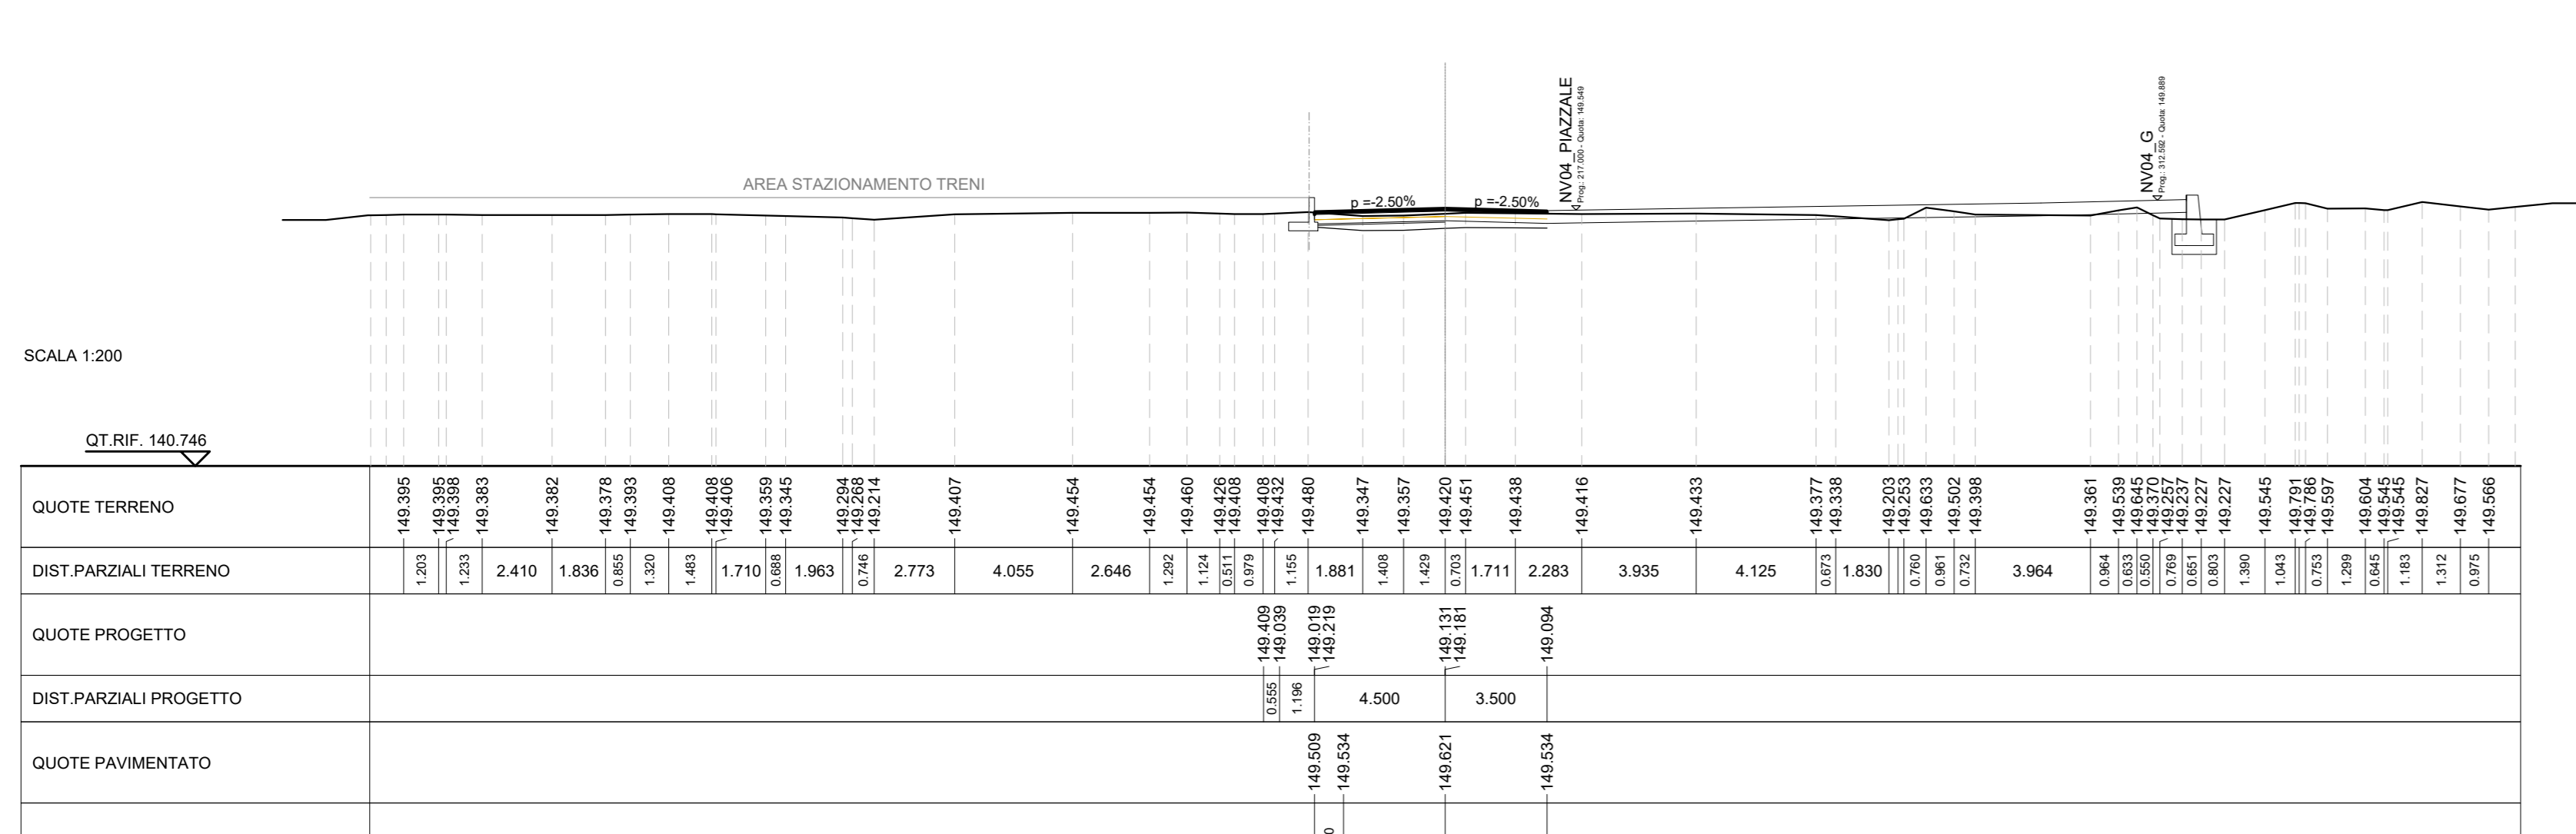 NV04_PIAZZALE
Prog.: 217.000 - Quota: 149.549
NV04_G
Prog.: 312.592 - Quota: 149.889
AREA STAZIONAMENTO TRENI
p =-2.50%
p =-2.50%
SCALA 1:200
QT.RIF. 140.746
QUOTE TERRENO
149.395 149.395 149.398 149.383 149.382 149.378 149.393 149.408 149.408 149.406 149.359 149.345 149.294 149.268 149.214 149.407 149.454 149.454 149.460 149.426 149.408 149.408 149.432 149.480 149.347 149.357 149.420 149.451 149.438 149.416 149.433 149.377 149.338 149.203 149.253 149.633 149.502 149.398 149.361 149.539 149.645 149.370 149.257 149.237 149.227 149.227 149.545 149.791 149.786 149.597 149.604 149.545 149.545 149.827 149.677 149.566
DIST.PARZIALI TERRENO
1.203 1.233 2.410 1.836 0.855 1.320 1.483 1.710 0.688 1.963 0.746 2.773 4.055 2.646 1.292 1.124 0.511 0.979 1.155 1.881 1.408 1.429 0.703 1.711 2.283 3.935 4.125 0.673 1.830 0.760 0.961 0.732 3.964 0.964 0.633 0.550 0.769 0.651 0.803 1.390 1.043 0.753 1.299 0.645 1.183 1.312 0.975
QUOTE PROGETTO
149.409 149.039 149.019 149.219 149.131 149.181 149.094
DIST.PARZIALI PROGETTO
0.555 1.196 4.500 3.500
QUOTE PAVIMENTATO
149.509 149.534 149.621 149.534